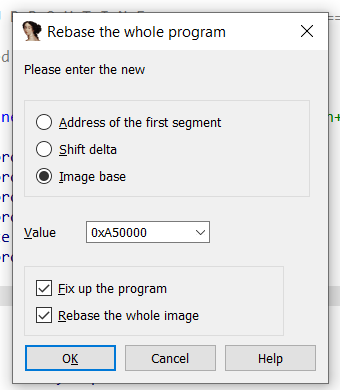 Rebase the whole program
Please enter the new
Address of the first segment
Shift delta
Image base
Value 0xA50000
Fix up the program
Rebase the whole image
OK Cancel Help